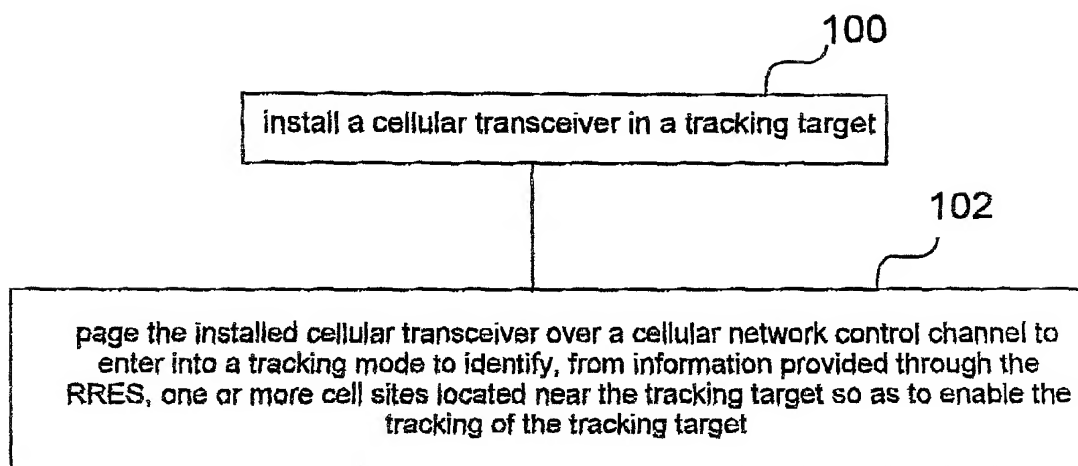 100
install a cellular transceiver in a tracking target
102
page the installed cellular transceiver over a cellular network control channel to
enter into a tracking mode to identify, from information provided through the
RRES, one or more cell sites located near the tracking target so as to enable the
tracking of the tracking target